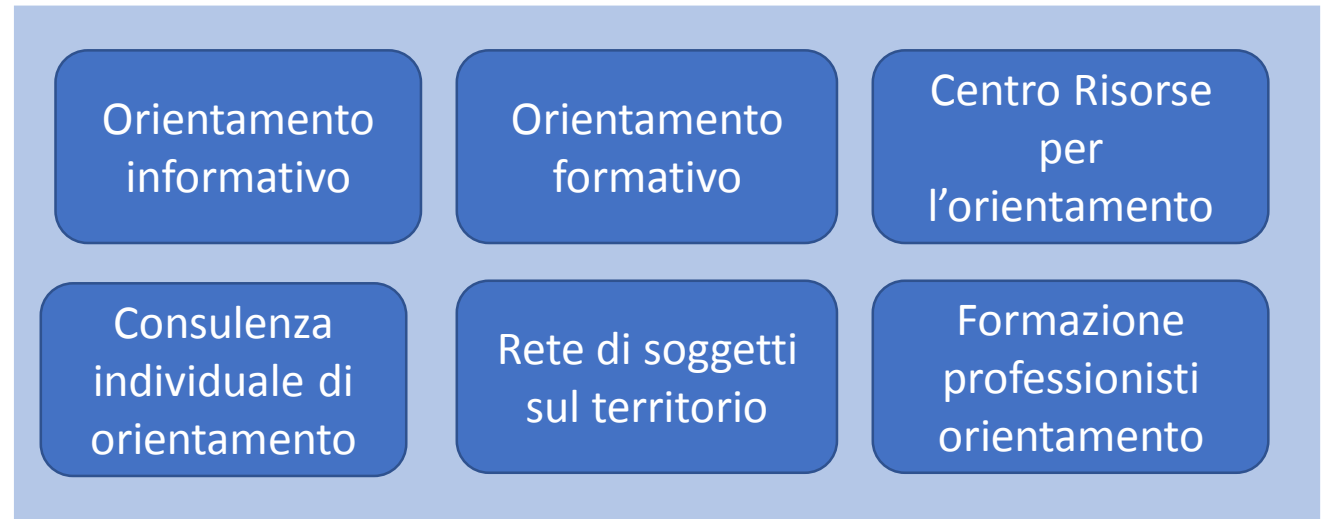 Orientamento
informativo
Orientamento
formativo
Centro Risorse
per
l’orientamento
Consulenza
individuale di
orientamento
Rete di soggetti
sul territorio
Formazione
professionisti
orientamento